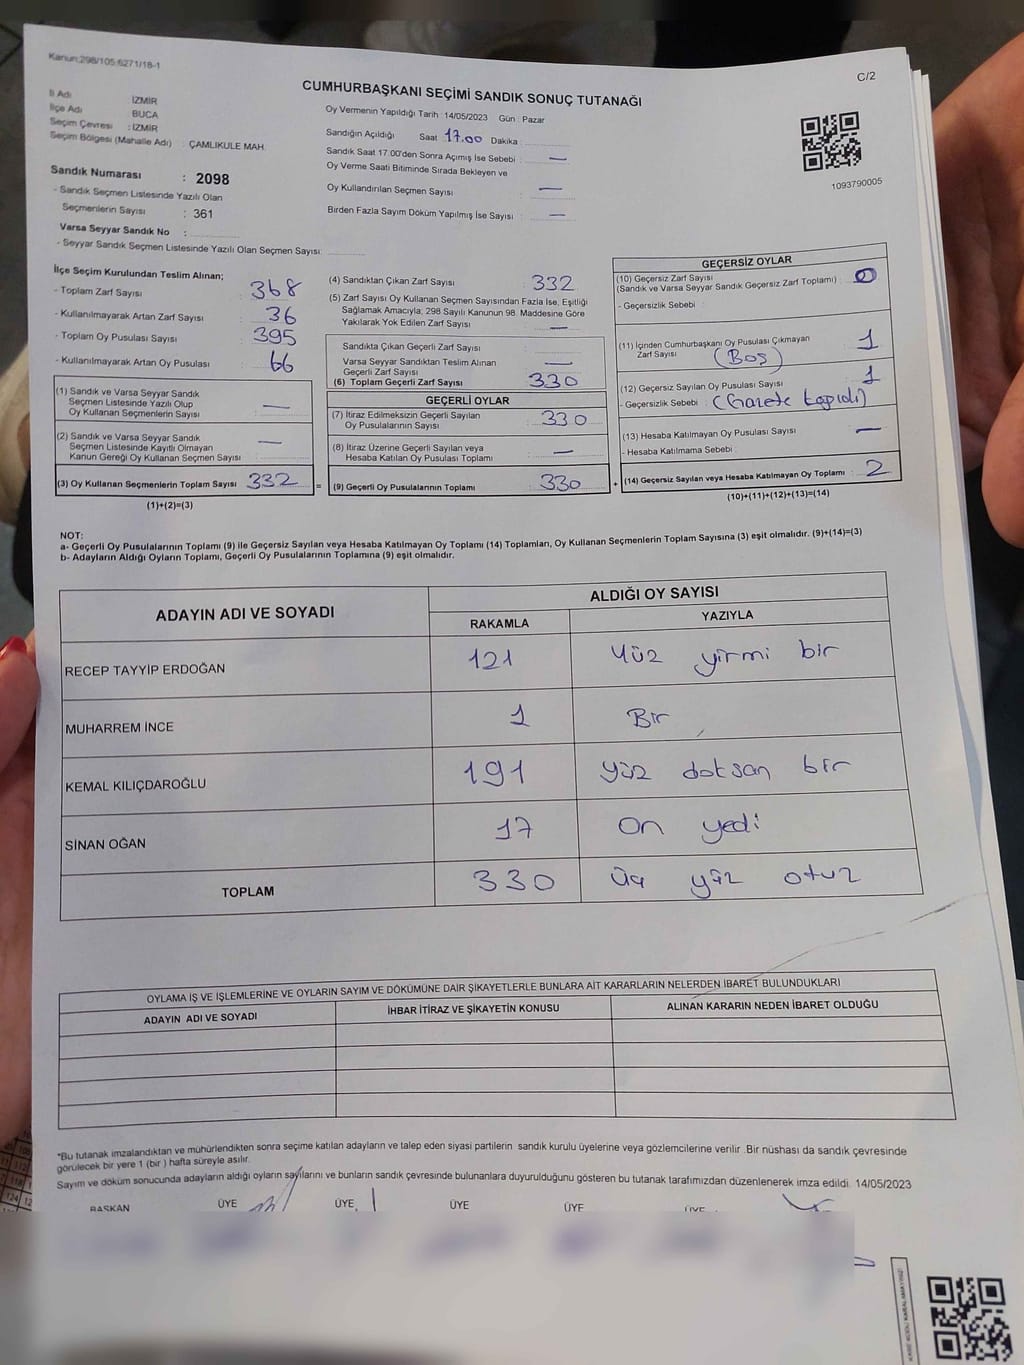 Kanun:298/105;6271/18-1
C/2
CUMHURBAŞKANI SEÇİMİ SANDIK SONUÇ TUTANAĞI
İl Adı : İZMİR
İlçe Adı : BUCA
Seçim Çevresi : İZMİR
Seçim Bölgesi (Mahalle Adı) : ÇAMLIKULE MAH.
Oy Vermenin Yapıldığı Tarih : 14/05/2023 Gün : Pazar
Sandığın Açıldığı Saat 17.00 Dakika :
Sandık Saat 17.00'den Sonra Açımış İse Sebebi : —
Oy Verme Saati Bitiminde Sırada Bekleyen ve
Oy Kullandırılan Seçmen Sayısı : —
Birden Fazla Sayım Döküm Yapılmış İse Sayısı : —
1093790005
Sandık Numarası : 2098
- Sandık Seçmen Listesinde Yazılı Olan
Seçmenlerin Sayısı : 361
Varsa Seyyar Sandık No :
- Seyyar Sandık Seçmen Listesinde Yazılı Olan Seçmen Sayısı:
İlçe Seçim Kurulundan Teslim Alınan;
- Toplam Zarf Sayısı : 368
- Kullanılmayarak Artan Zarf Sayısı : 36
- Toplam Oy Pusulası Sayısı : 395
- Kullanılmayarak Artan Oy Pusulası : 66
(1) Sandık ve Varsa Seyyar Sandık
Seçmen Listesinde Yazılı Olup
Oy Kullanan Seçmenlerin Sayısı : —
(2) Sandık ve Varsa Seyyar Sandık
Seçmen Listesinde Kayıtlı Olmayan
Kanun Gereği Oy Kullanan Seçmen Sayısı : —
(3) Oy Kullanan Seçmenlerin Toplam Sayısı : 332 =
(1)+(2)=(3)
(4) Sandıktan Çıkan Zarf Sayısı : 332
(5) Zarf Sayısı Oy Kullanan Seçmen Sayısından Fazla İse, Eşitliği
Sağlamak Amacıyla; 298 Sayılı Kanunun 98. Maddesine Göre
Yakılarak Yok Edilen Zarf Sayısı : —
Sandıkta Çıkan Geçerli Zarf Sayısı :
Varsa Seyyar Sandıktan Teslim Alınan
Geçerli Zarf Sayısı : —
(6) Toplam Geçerli Zarf Sayısı : 330
GEÇERLİ OYLAR
(7) İtiraz Edilmeksizin Geçerli Sayılan
Oy Pusulalarının Sayısı : 330
(8) İtiraz Üzerine Geçerli Sayılan veya
Hesaba Katılan Oy Pusulası Toplamı : —
(9) Geçerli Oy Pusulalarının Toplamı : 330 +
GEÇERSİZ OYLAR
(10) Geçersiz Zarf Sayısı
(Sandık ve Varsa Seyyar Sandık Geçersiz Zarf Toplamı) : 0
- Geçersizlik Sebebi :
(11) İçinden Cumhurbaşkanı Oy Pusulası Çıkmayan
Zarf Sayısı (Boş) : 1
(12) Geçersiz Sayılan Oy Pusulası Sayısı : 1
- Geçersizlik Sebebi : (Gazete kapıdı)
(13) Hesaba Katılmayan Oy Pusulası Sayısı : —
- Hesaba Katılmama Sebebi :
(14) Geçersiz Sayılan veya Hesaba Katılmayan Oy Toplamı : 2
(10)+(11)+(12)+(13)=(14)
NOT:
a- Geçerli Oy Pusulalarının Toplamı (9) ile Geçersiz Sayılan veya Hesaba Katılmayan Oy Toplamı (14) Toplamları, Oy Kullanan Seçmenlerin Toplam Sayısına (3) eşit olmalıdır. (9)+(14)=(3)
b- Adayların Aldığı Oyların Toplamı, Geçerli Oy Pusulalarının Toplamına (9) eşit olmalıdır.
ADAYIN ADI VE SOYADI
ALDIĞI OY SAYISI
RAKAMLA YAZIYLA
RECEP TAYYİP ERDOĞAN 121 Yüz yirmi bir
MUHARREM İNCE 1 Bir
KEMAL KILIÇDAROĞLU 191 yüz doksan bir
SİNAN OĞAN 17 On yedi
TOPLAM 330 üç yüz otuz
OYLAMA İŞ VE İŞLEMLERİNE VE OYLARIN SAYIM VE DÖKÜMÜNE DAİR ŞİKAYETLERLE BUNLARA AİT KARARLARIN NELERDEN İBARET BULUNDUKLARI
ADAYIN ADI VE SOYADI İHBAR İTİRAZ VE ŞİKAYETİN KONUSU ALINAN KARARIN NEDEN İBARET OLDUĞU
*Bu tutanak imzalandıktan ve mühürlendikten sonra seçime katılan adayların ve talep eden siyasi partilerin sandık kurulu üyelerine veya gözlemcilerine verilir. Bir nüshası da sandık çevresinde
görülecek bir yere 1 (bir ) hafta süreyle asılır.
Sayım ve döküm sonucunda adayların aldığı oyların sayılarını ve bunların sandık çevresinde bulunanlara duyurulduğunu gösteren bu tutanak tarafımızdan düzenlenerek imza edildi. 14/05/2023
BAŞKAN ÜYE ÜYE ÜYE ÜYE ÜYE